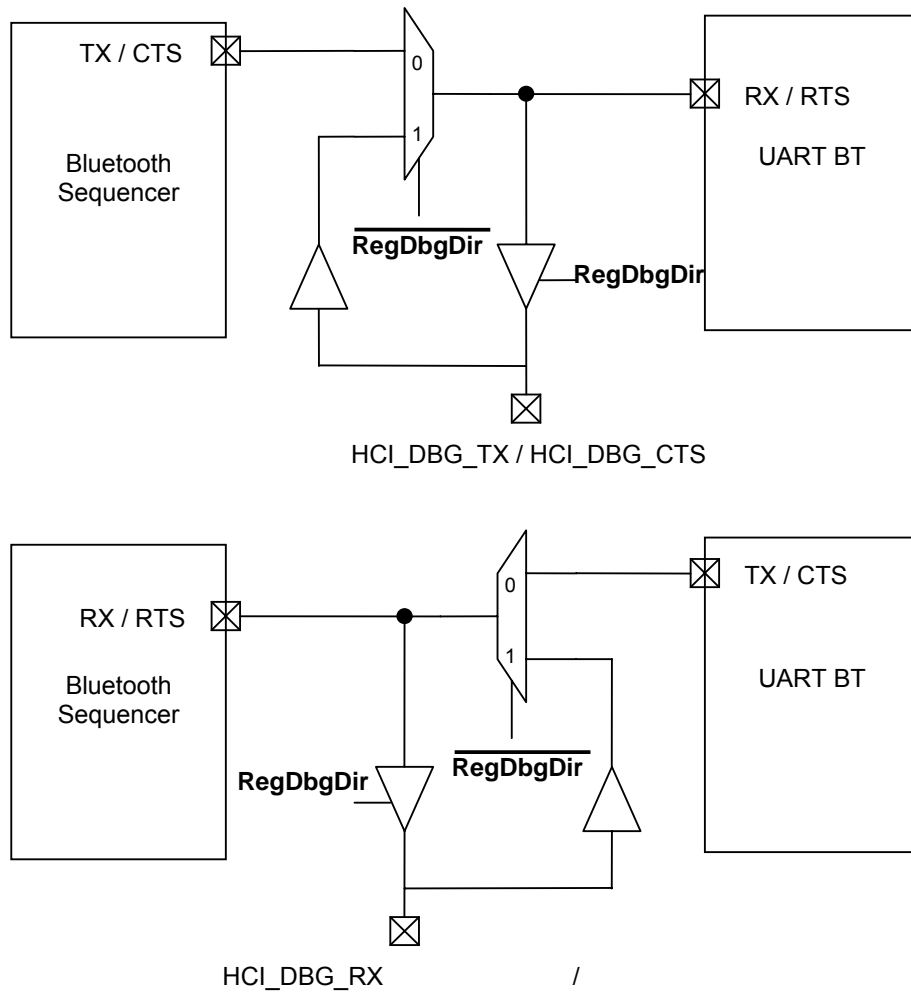 TX / CTS
0
RX / RTS
1
UART BT
Bluetooth
Sequencer
RegDbgDir
RegDbgDir
HCI_DBG_TX / HCI_DBG_CTS
TX / CTS
0
RX / RTS
1
UART BT
Bluetooth
Sequencer
RegDbgDir
RegDbgDir
HCI_DBG_RX /